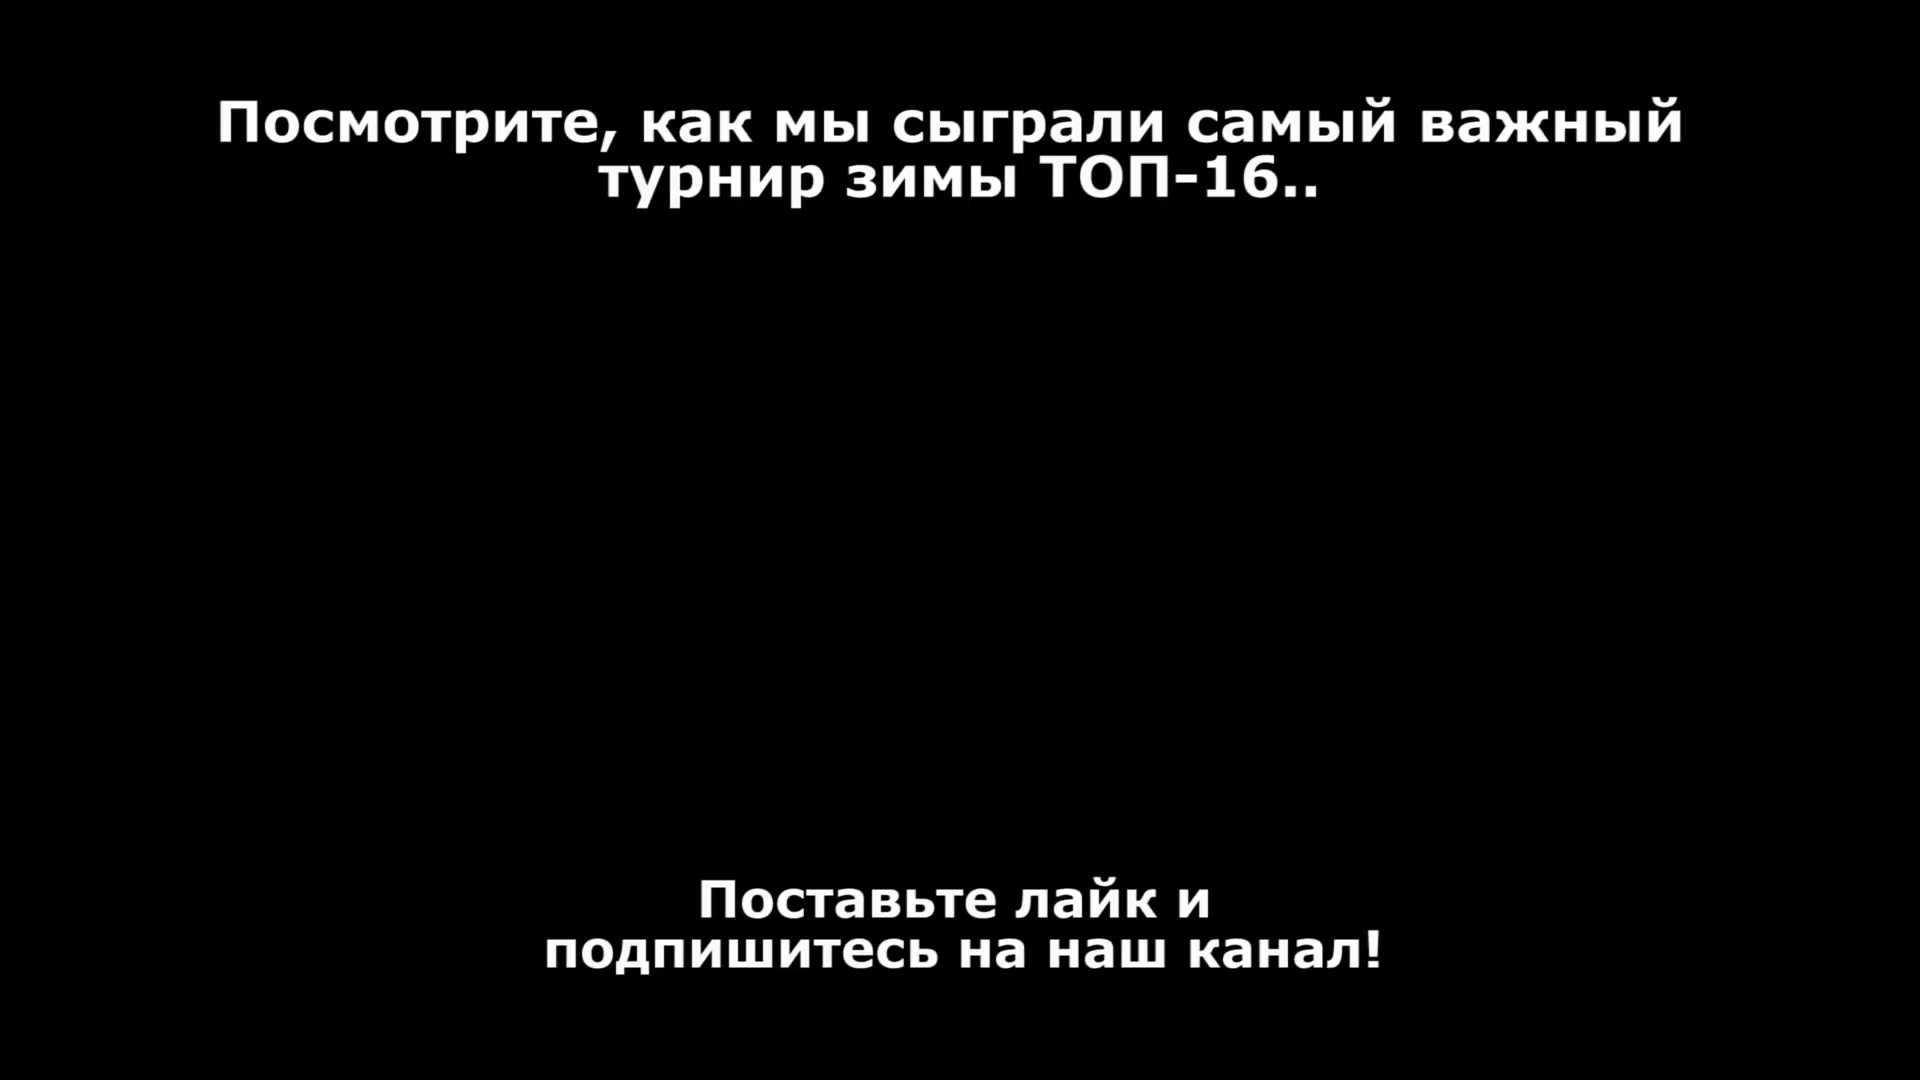 Посмотрите, как мы сыграли самый важный
турнир зимы ТОП-16..
Поставьте лайк и
подпишитесь на наш канал!